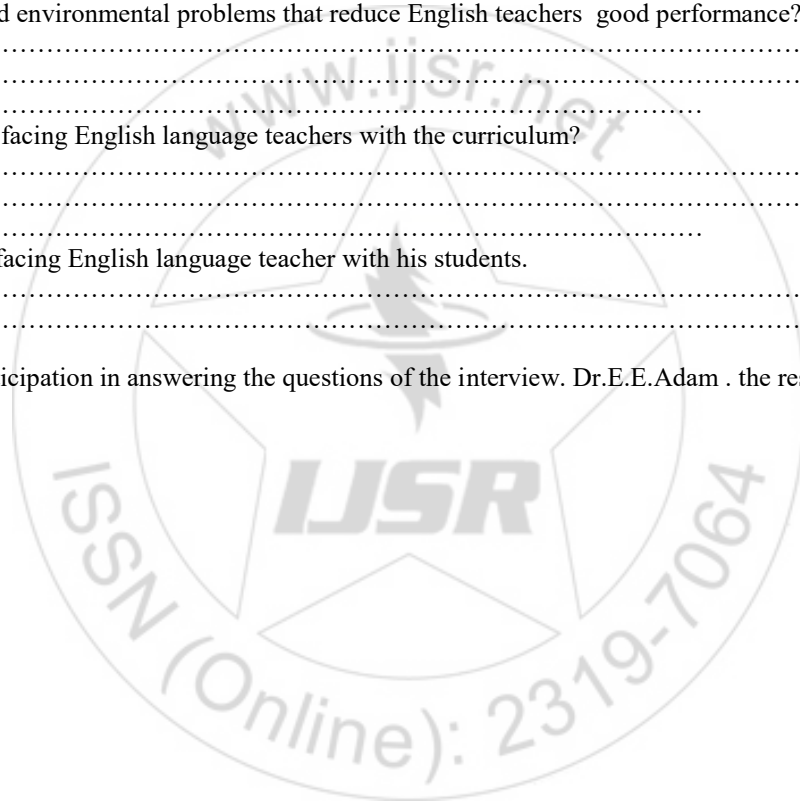 d environmental problems that reduce English teachers  good performance?
………………………………………………………………………………………
………………………………………………………………………………………
……………………………………………………………………………
facing English language teachers with the curriculum?
………………………………………………………………………………………
………………………………………………………………………………………
……………………………………………………………………………
facing English language teacher with his students.
………………………………………………………………………………………
………………………………………………………………………………………
icipation in answering the questions of the interview. Dr.E.E.Adam . the res
www.ijsr.net
IJSR
ISSN (Online): 2319-7064